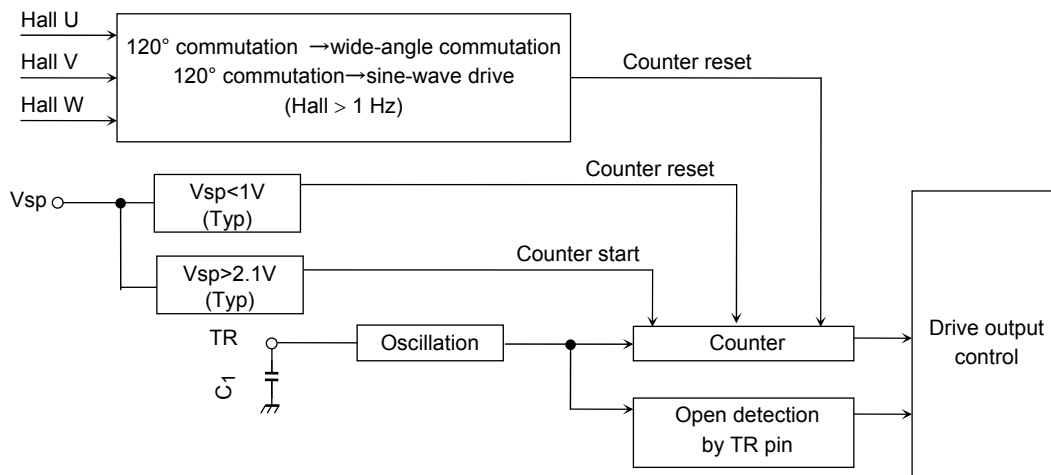 Hall U
Hall V
Hall W
120° commutation →wide-angle commutation
120° commutation→sine-wave drive
(Hall > 1 Hz)
Counter reset
Vsp
Vsp<1V
(Typ)
Counter reset
Vsp>2.1V
(Typ)
Counter start
TR
C1
Oscillation
Counter
Open detection
by TR pin
Drive output
control